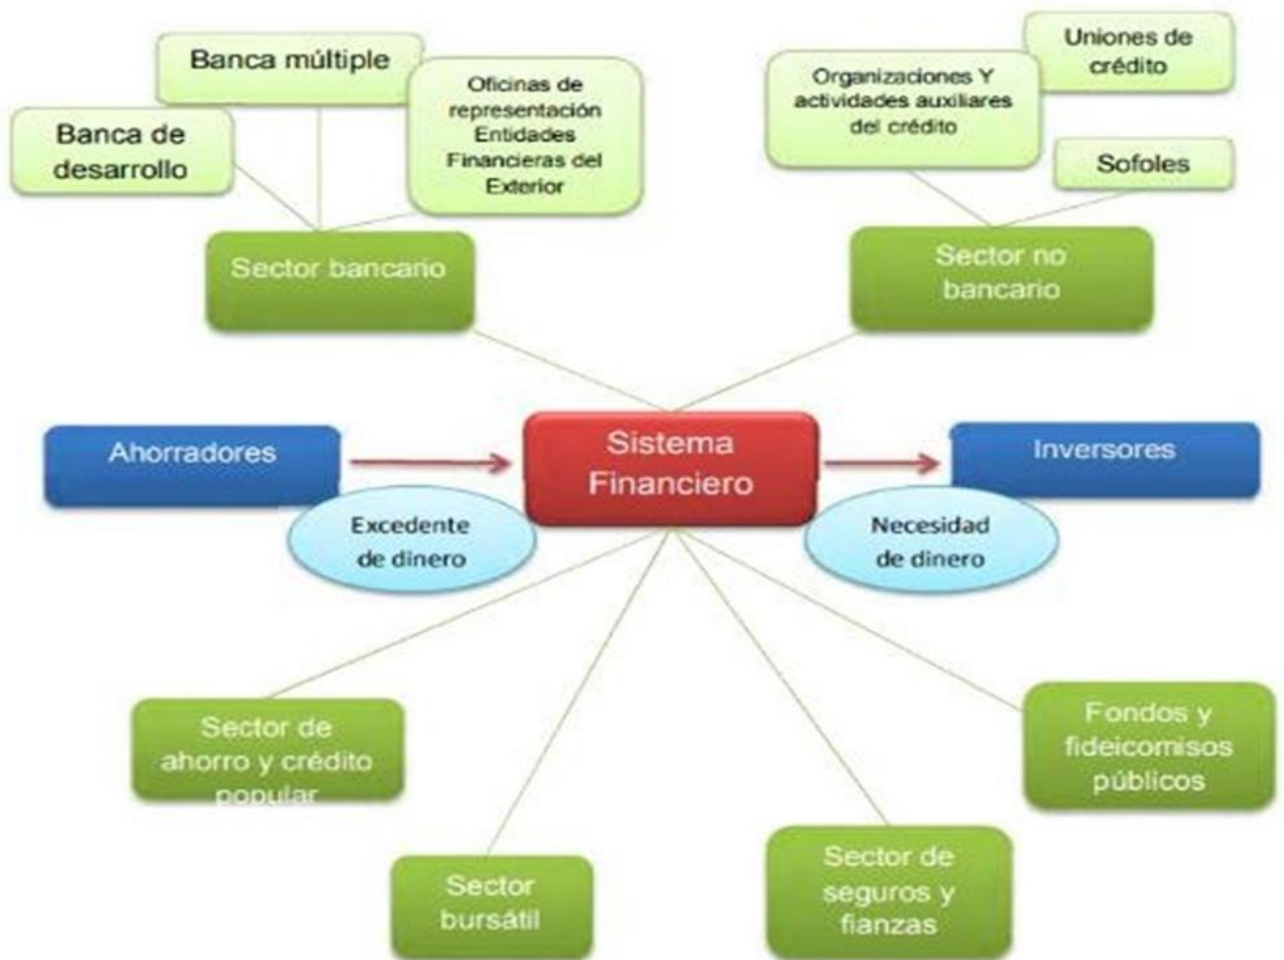 Banca múltiple
Oficinas de
representación
Entidades
Financieras del
Exterior
Banca de
desarrollo
Sector bancario
Uniones de
crédito
Organizaciones Y
actividades auxiliares
del crédito
Sofoles
Sector no
bancario
Ahorradores
Sistema
Financiero
Inversores
Excedente
de dinero
Necesidad
de dinero
Sector de
ahorro y crédito
popular
Fondos y
fideicomisos
públicos
Sector
bursátil
Sector de
seguros y
fianzas